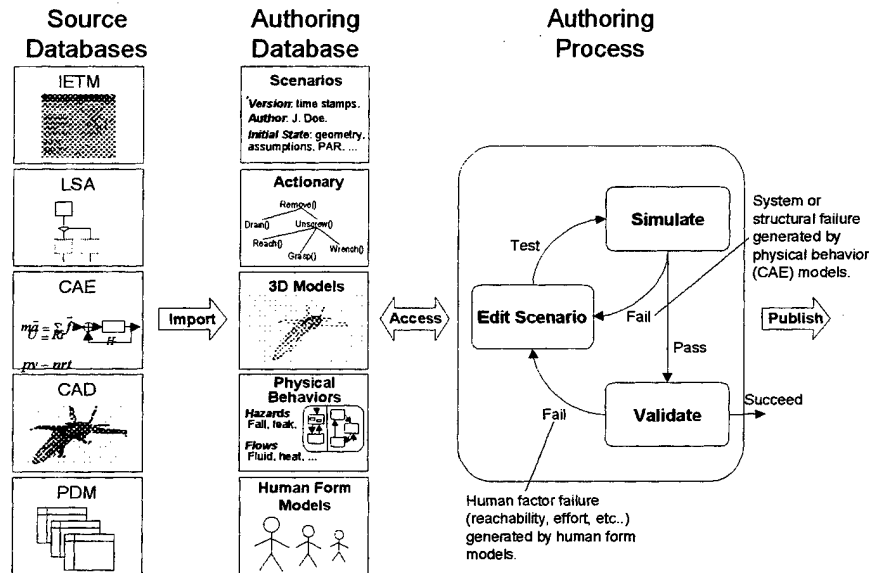 Source
Databases
IETM
LSA
CAE
CAD
PDM
Import
Authoring
Database
Scenarios
Version: time stamps.
Author: J. Doe.
Initial State: geometry,
assumptions, PAR, ...
Actionary
Remove()
Drain()
Unscrew()
Reach()
Wrench()
Grasp()
3D Models
Physical
Behaviors
Hazards
Fall, leak,
Flows
Fluid, heat, ...
Human Form
Models
Access
Authoring
Process
Simulate
Test
Edit Scenario
Fail
Pass
Fail
Validate
Succeed
System or
structural failure
generated by
physical behavior
(CAE) models.
Publish
Human factor failure
(reachability, effort, etc..)
generated by human form
models.